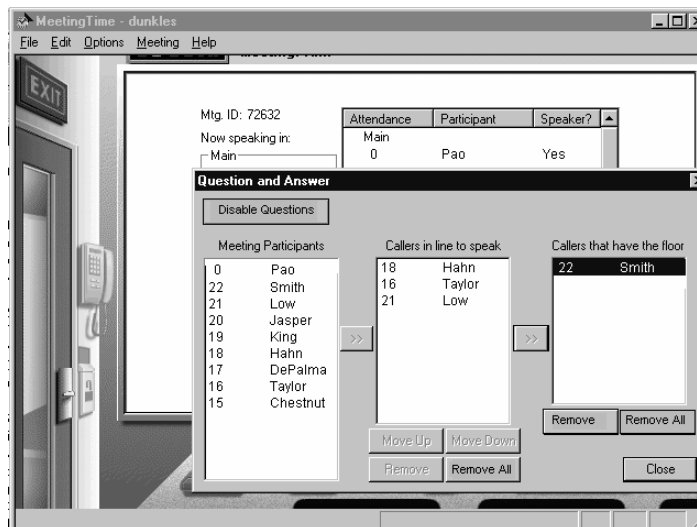 MeetingTime - dunkles
File Edit Options Meeting Help
EXIT
Mtg. ID: 72632
Now speaking in:
Main
Attendance Participant Speaker?
Main
0 Pao Yes
Question and Answer
Disable Questions
Meeting Participants
0 Pao
22 Smith
21 Low
20 Jasper
19 King
18 Hahn
17 DePalma
16 Taylor
15 Chestnut
>>
Callers in line to speak
18 Hahn
16 Taylor
21 Low
Move Up Move Down
Remove Remove All
>>
Callers that have the floor
22 Smith
Remove Remove All
Close